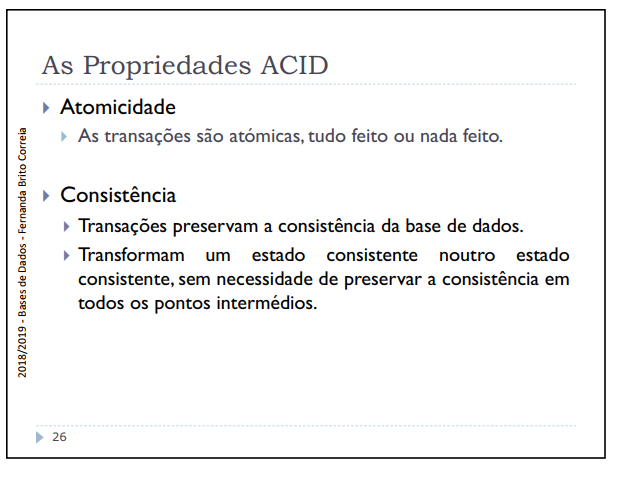 As Propriedades ACID
Atomicidade
As transações são atómicas, tudo feito ou nada feito.
Consistência
Transações preservam a consistência da base de dados.
Transformam um estado consistente noutro estado
consistente, sem necessidade de preservar a consistência em
todos os pontos intermédios.
2018/2019 - Bases de Dados - Fernanda Brito Correia
26